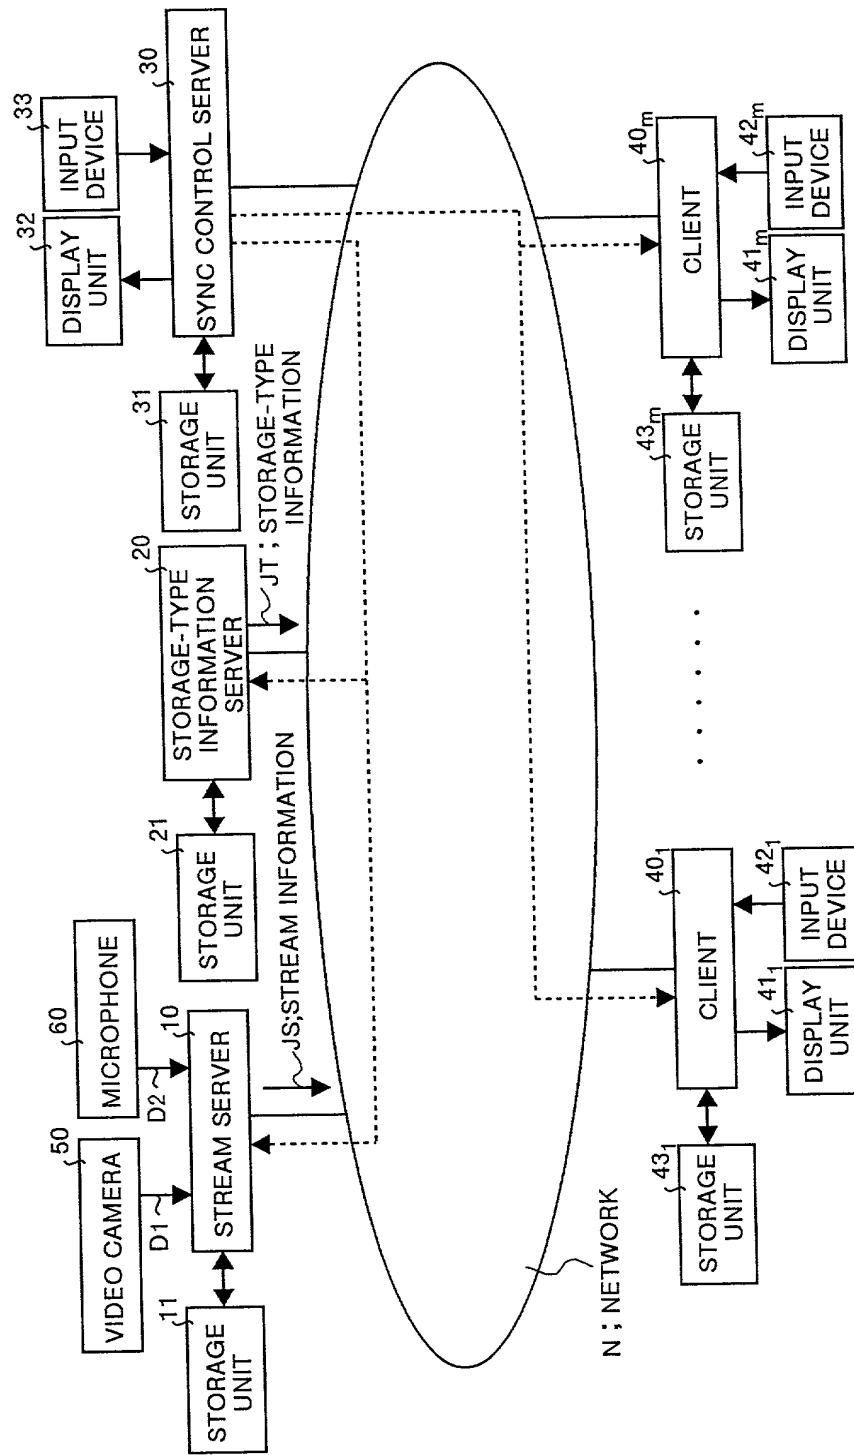 50
VIDEO CAMERA
D1
60
MICROPHONE
D2
10
STREAM SERVER
11
STORAGE
UNIT
JS;STREAM INFORMATION
20
STORAGE-TYPE
INFORMATION
SERVER
21
STORAGE
UNIT
JT ; STORAGE-TYPE
INFORMATION
32
DISPLAY
UNIT
33
INPUT
DEVICE
30
SYNC CONTROL SERVER
31
STORAGE
UNIT
N ; NETWORK
40₁
CLIENT
43₁
STORAGE
UNIT
41₁
DISPLAY
UNIT
42₁
INPUT
DEVICE
· · · · · ·
40m
CLIENT
43m
STORAGE
UNIT
41m
DISPLAY
UNIT
42m
INPUT
DEVICE